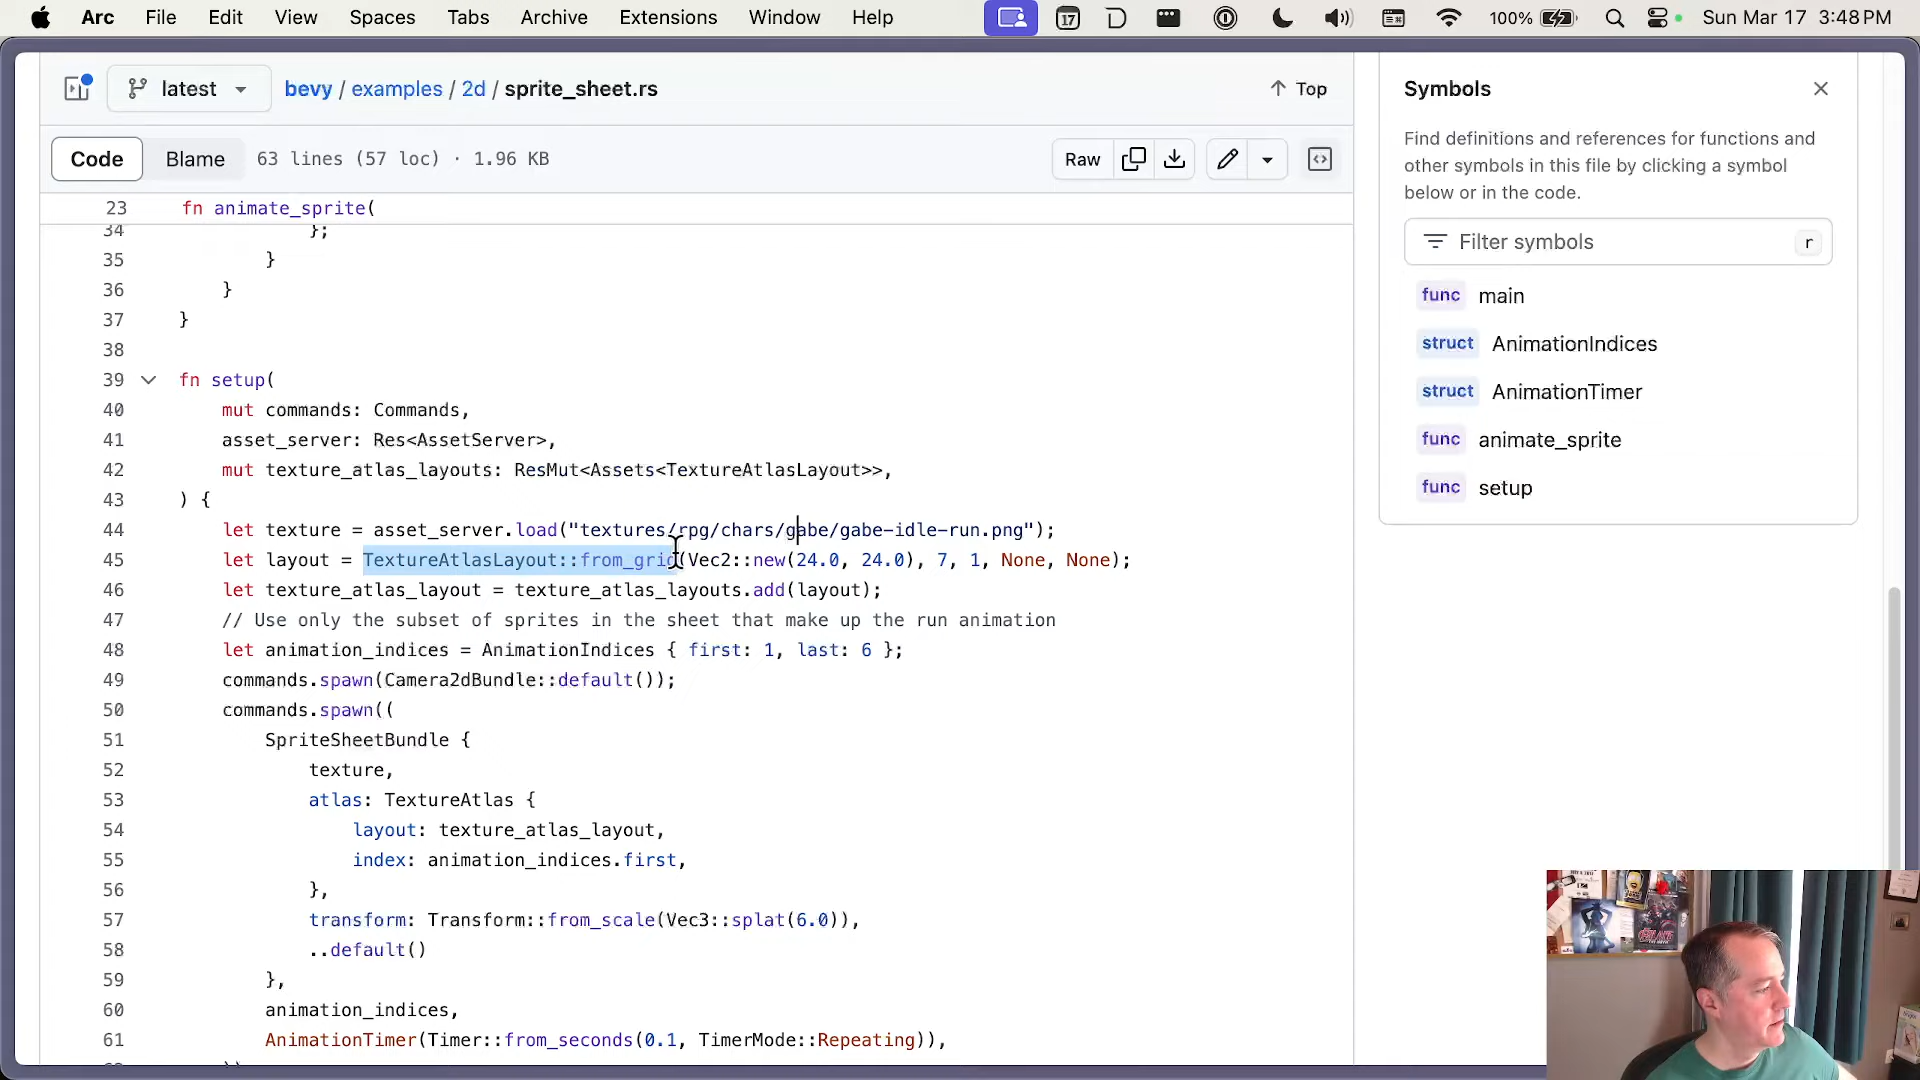 Arc File Edit View Spaces Tabs Archive Extensions Window Help 17 100% Sun Mar 17 3:48 PM
latest bevy / examples / 2d / sprite_sheet.rs Top
Code Blame 63 lines (57 loc) · 1.96 KB Raw
23 fn animate_sprite(
34 };
35 }
36 }
37 }
38
39 fn setup(
40 mut commands: Commands,
41 asset_server: Res<AssetServer>,
42 mut texture_atlas_layouts: ResMut<Assets<TextureAtlasLayout>>,
43 ) {
44 let texture = asset_server.load("textures/rpg/chars/gabe/gabe-idle-run.png");
45 let layout = TextureAtlasLayout::from_grid(Vec2::new(24.0, 24.0), 7, 1, None, None);
46 let texture_atlas_layout = texture_atlas_layouts.add(layout);
47 // Use only the subset of sprites in the sheet that make up the run animation
48 let animation_indices = AnimationIndices { first: 1, last: 6 };
49 commands.spawn(Camera2dBundle::default());
50 commands.spawn((
51 SpriteSheetBundle {
52 texture,
53 atlas: TextureAtlas {
54 layout: texture_atlas_layout,
55 index: animation_indices.first,
56 },
57 transform: Transform::from_scale(Vec3::splat(6.0)),
58 ..default()
59 },
60 animation_indices,
61 AnimationTimer(Timer::from_seconds(0.1, TimerMode::Repeating)),
Symbols
Find definitions and references for functions and
other symbols in this file by clicking a symbol
below or in the code.
Filter symbols r
func main
struct AnimationIndices
struct AnimationTimer
func animate_sprite
func setup